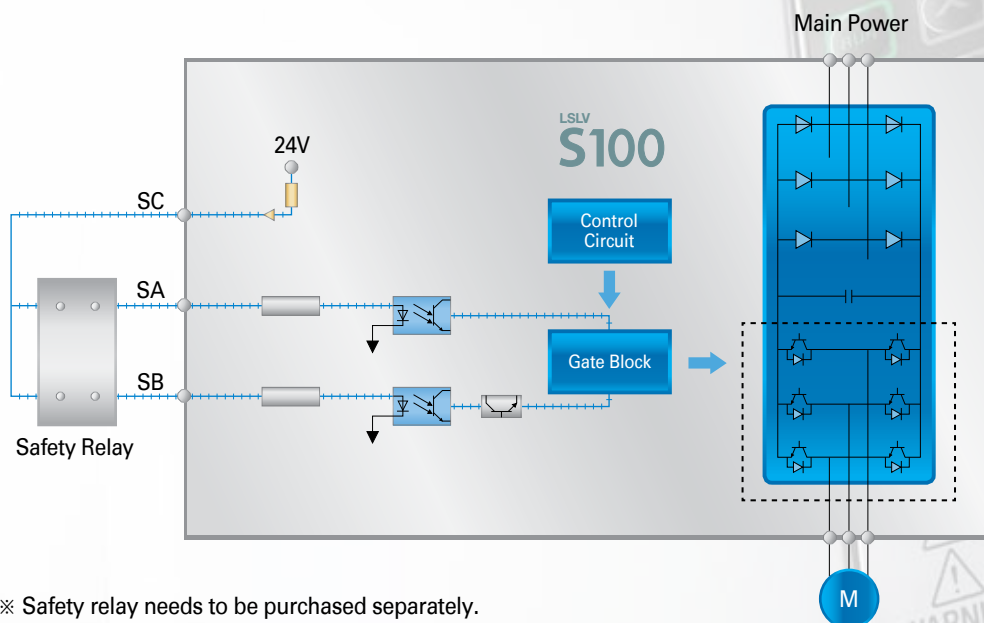 Main Power
LSLV
S100
24V
SC
Control
Circuit
SA
Gate Block
SB
Safety Relay
M
※ Safety relay needs to be purchased separately.